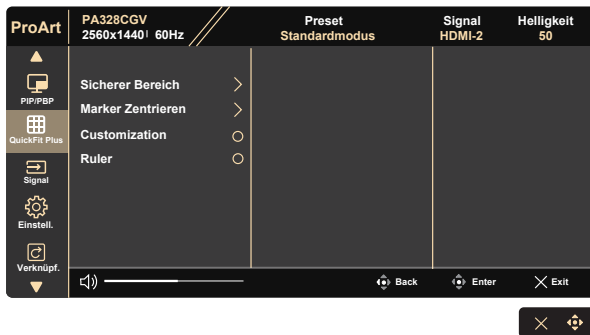 ProArt
PA328CGV
2560x1440 60Hz
Preset
Standardmodus
Signal
HDMI-2
Helligkeit
50
PIP/PBP
QuickFit Plus
Signal
Einstell.
Verknüpf.
Sicherer Bereich
Marker Zentrieren
Customization
Ruler
Back
Enter
Exit